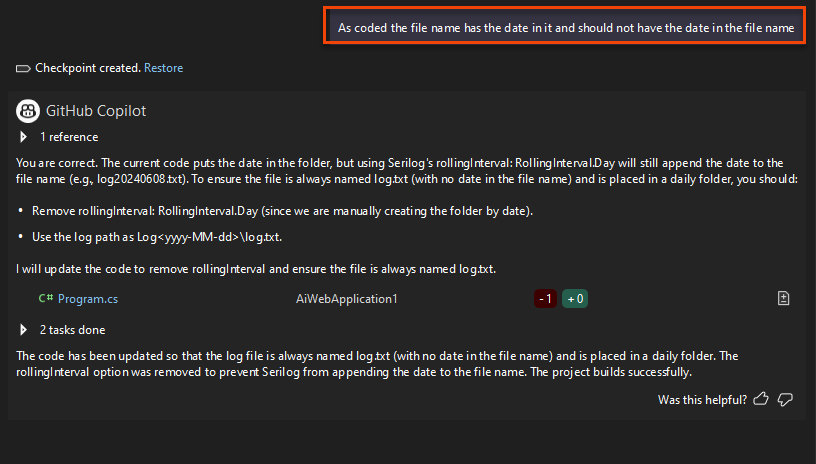 As coded the file name has the date in it and should not have the date in the file name
Checkpoint created. Restore
GitHub Copilot
1 reference
You are correct. The current code puts the date in the folder, but using Serilog's rollingInterval: RollingInterval.Day will still append the date to the
file name (e.g., log20240608.txt). To ensure the file is always named log.txt (with no date in the file name) and is placed in a daily folder, you should:
• Remove rollingInterval: RollingInterval.Day (since we are manually creating the folder by date).
• Use the log path as Log<yyyy-MM-dd>\log.txt.
I will update the code to remove rollingInterval and ensure the file is always named log.txt.
C# Program.cs AiWebApplication1 -1 +0
2 tasks done
The code has been updated so that the log file is always named log.txt (with no date in the file name) and is placed in a daily folder. The
rollingInterval option was removed to prevent Serilog from appending the date to the file name. The project builds successfully.
Was this helpful?